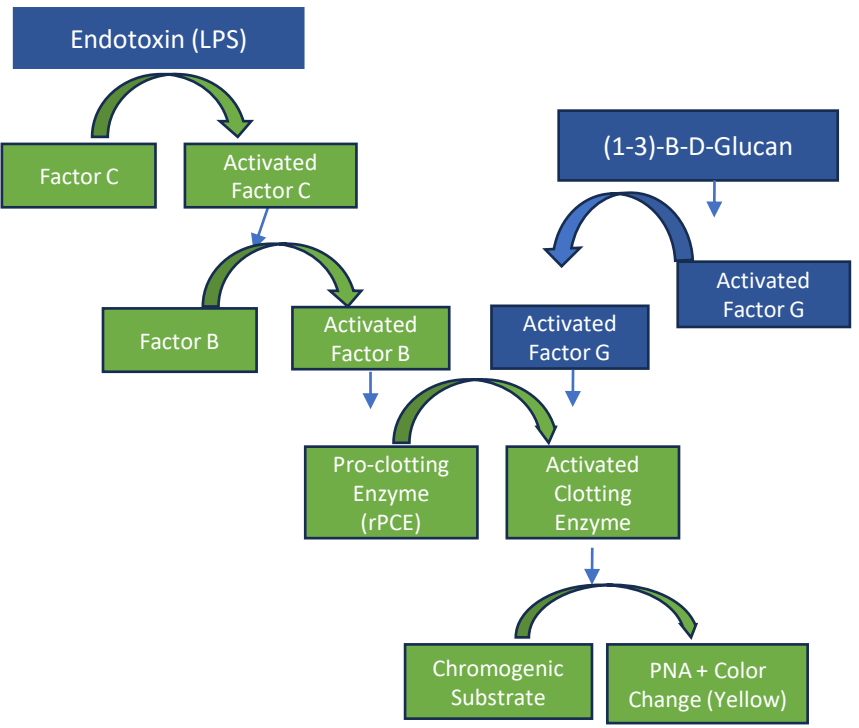 Endotoxin (LPS)
(1-3)-B-D-Glucan
Factor C
Activated
Factor C
Activated
Factor G
Factor B
Activated
Factor B
Activated
Factor G
Pro-clotting
Enzyme
(rPCE)
Activated
Clotting
Enzyme
Chromogenic
Substrate
PNA + Color
Change (Yellow)